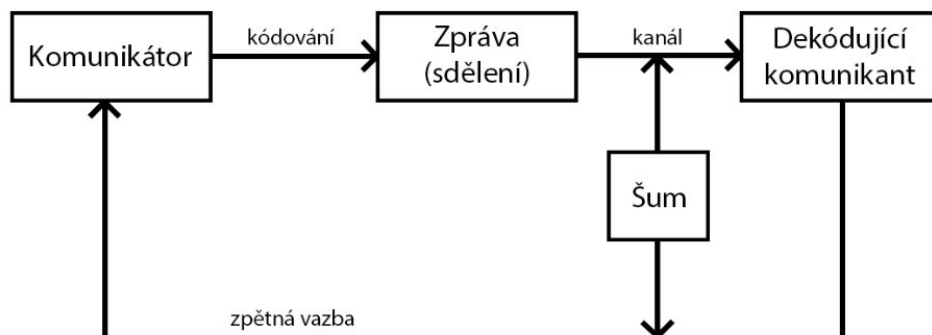 Komunikátor
kódování
Zpráva
(sdělení)
kanál
Dekódující
komunikant
Šum
zpětná vazba